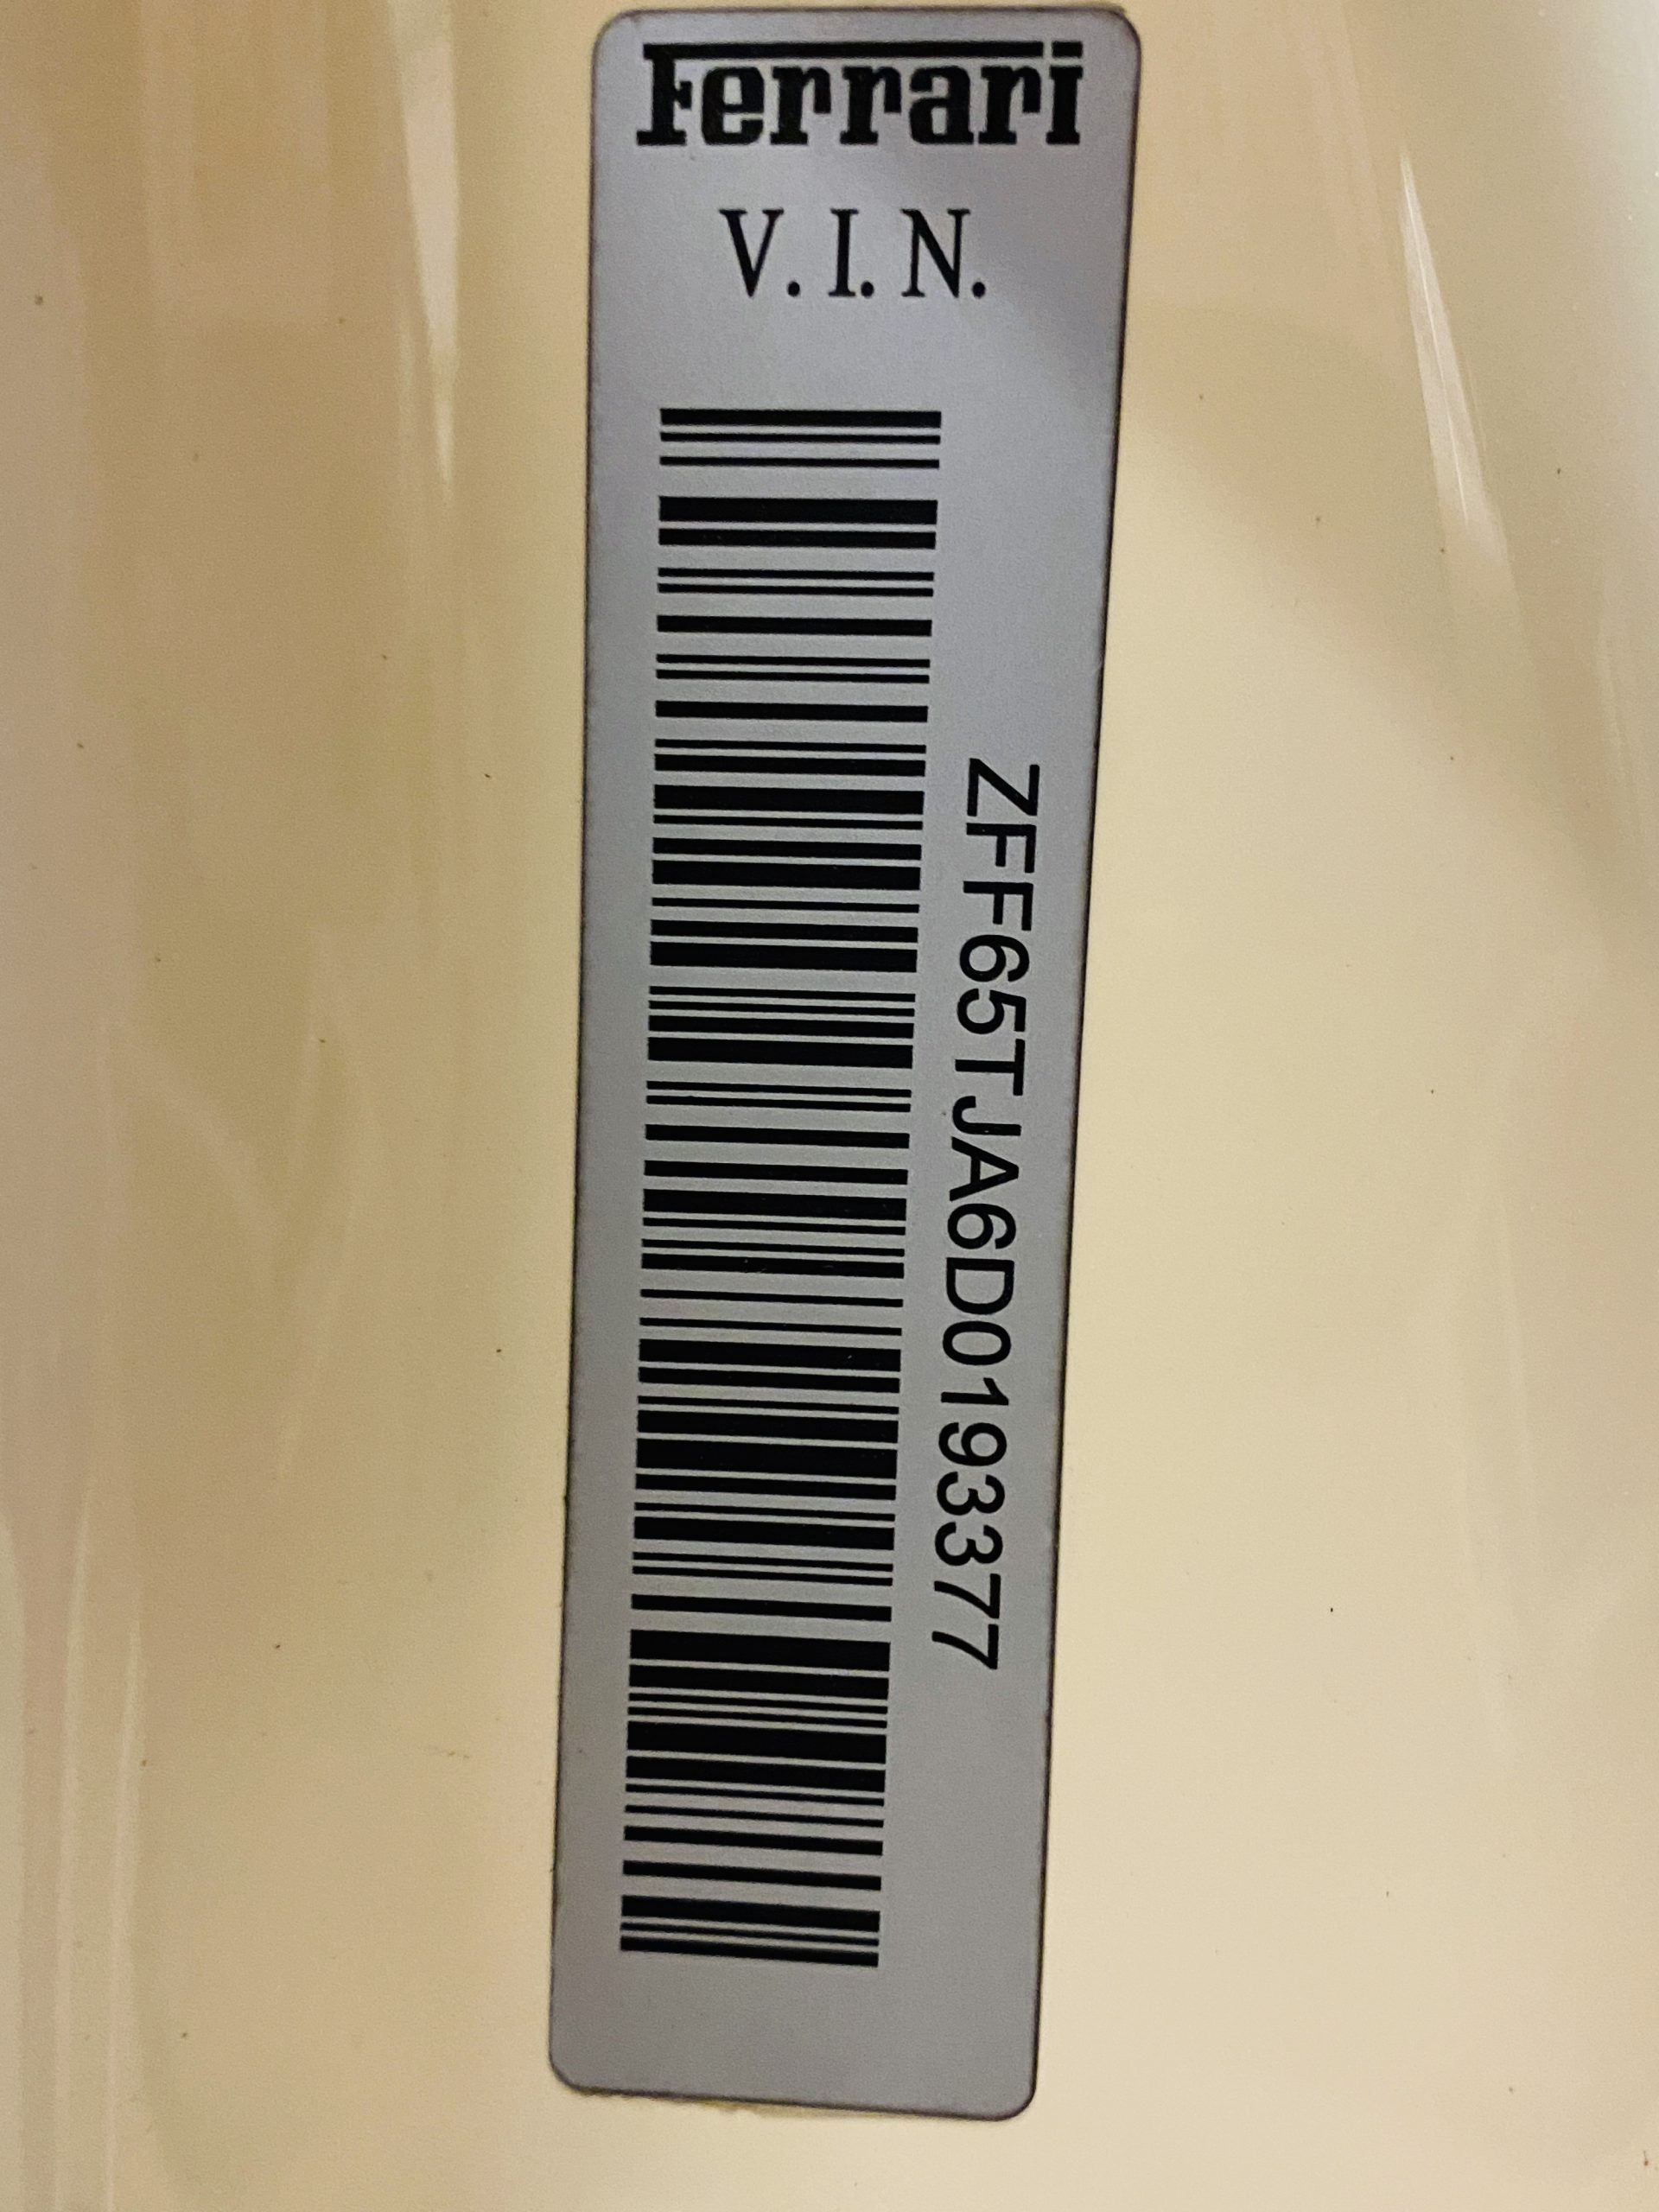 Ferrari
V. I. N.
ZFF65TJA6D0193377